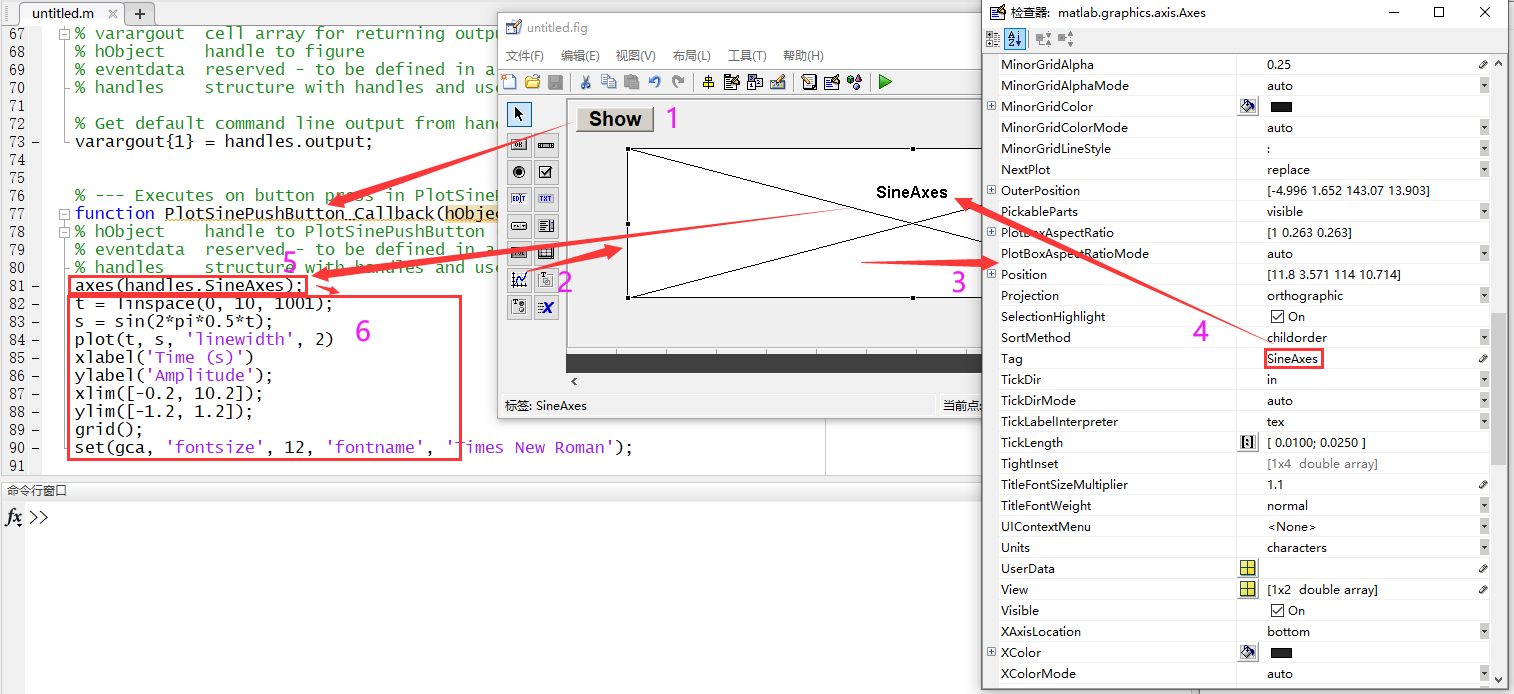 untitled.m
67 % varargout cell array for returning outpu
68 % hObject handle to figure
69 % eventdata reserved - to be defined in a
70 % handles structure with handles and use
71
72 % Get default command line output from han
73 varargout{1} = handles.output;
74
75
76 % --- Executes on button press in PlotSineP
77 function PlotSinePushButton_Callback(hObjec
78 % hObject handle to PlotSinePushButton
79 % eventdata reserved - to be defined in a
80 % handles structure with handles and use
81 axes(handles.SineAxes);
82 t = linspace(0, 10, 1001);
83 s = sin(2*pi*0.5*t);
84 plot(t, s, 'linewidth', 2)
85 xlabel('Time (s)')
86 ylabel('Amplitude');
87 xlim([-0.2, 10.2]);
88 ylim([-1.2, 1.2]);
89 grid();
90 set(gca, 'fontsize', 12, 'fontname', 'Times New Roman');
91
5
6
命令行窗口
fx >>
untitled.fig
文件(F) 编辑(E) 视图(V) 布局(L) 工具(T) 帮助(H)
Show 1
OK
EDIT TXT
SineAxes
2
3
标签: SineAxes
当前点:
检查器: matlab.graphics.axis.Axes
MinorGridAlpha 0.25
MinorGridAlphaMode auto
MinorGridColor
MinorGridColorMode auto
MinorGridLineStyle :
NextPlot replace
OuterPosition [-4.996 1.652 143.07 13.903]
PickableParts visible
PlotBoxAspectRatio [1 0.263 0.263]
PlotBoxAspectRatioMode auto
Position [11.8 3.571 114 10.714]
Projection orthographic
SelectionHighlight On
4
SortMethod childorder
Tag SineAxes
TickDir in
TickDirMode auto
TickLabelInterpreter tex
TickLength [ 0.0100; 0.0250 ]
TightInset [1x4 double array]
TitleFontSizeMultiplier 1.1
TitleFontWeight normal
UIContextMenu <None>
Units characters
UserData
View [1x2 double array]
Visible On
XAxisLocation bottom
XColor
XColorMode auto